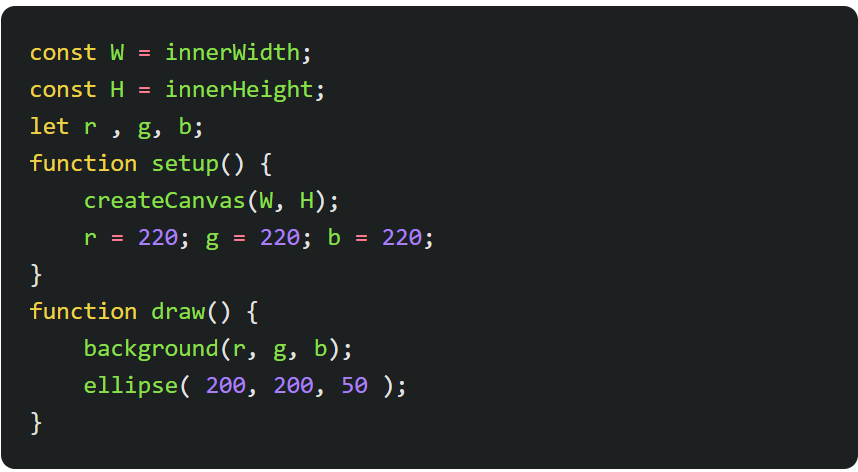 const W = innerWidth;
const H = innerHeight;
let r , g, b;
function setup() {
    createCanvas(W, H);
    r = 220; g = 220; b = 220;
}
function draw() {
    background(r, g, b);
    ellipse( 200, 200, 50 );
}